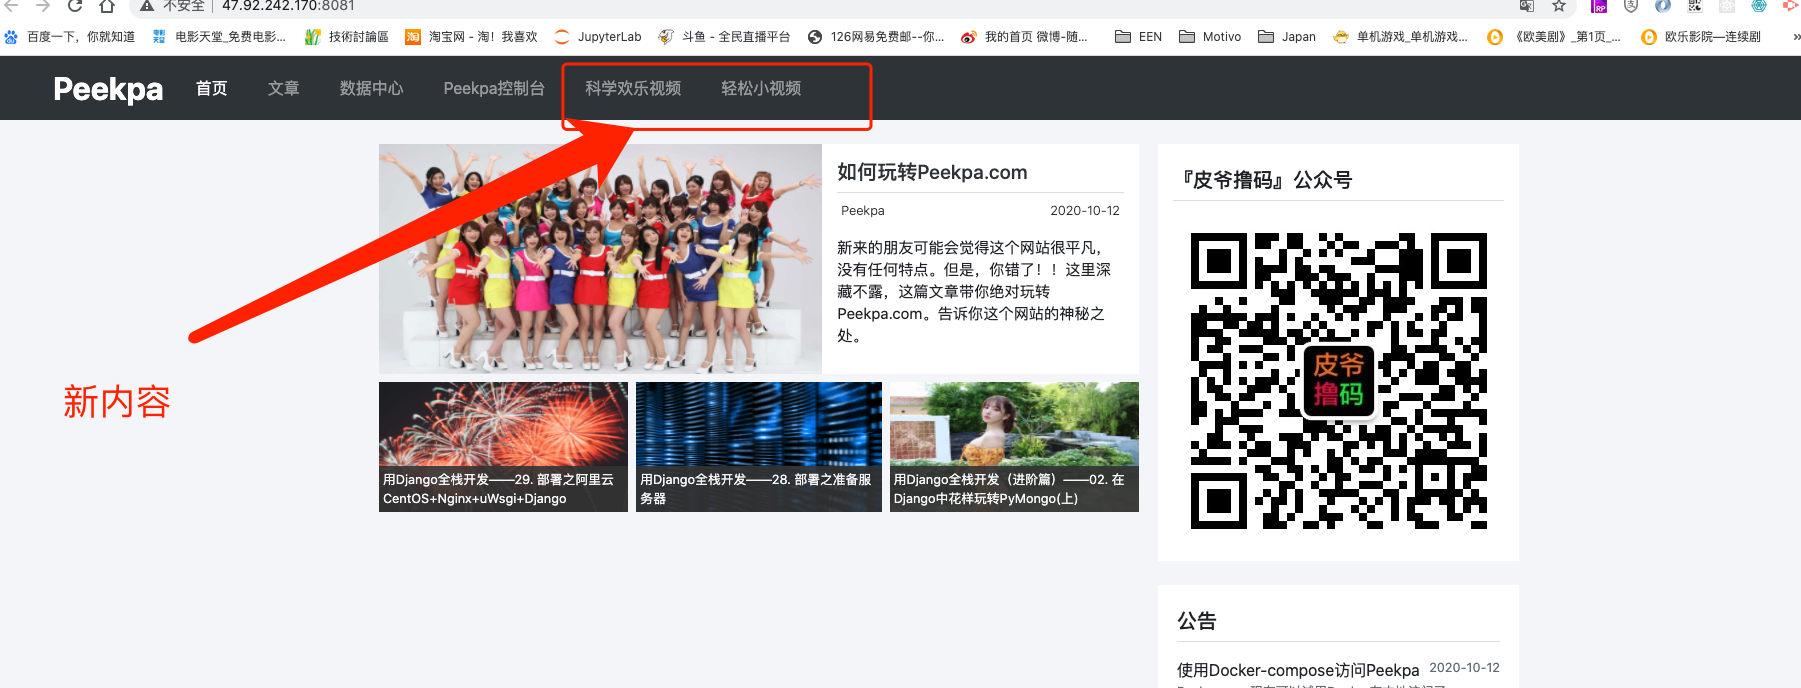 不安全 | 47.92.242.170:8081
百度一下，你就知道 电影天堂_免费电影... 技術討論區 淘宝网 - 淘！我喜欢 JupyterLab 斗鱼 - 全民直播平台 126网易免费邮--你... 我的首页 微博-随... EEN Motivo Japan 单机游戏_单机游戏... 《欧美剧》_第1页_... 欧乐影院—连续剧 »
Peekpa 首页 文章 数据中心 Peekpa控制台 科学欢乐视频 轻松小视频
新内容
如何玩转Peekpa.com
Peekpa 2020-10-12
新来的朋友可能会觉得这个网站很平凡，
没有任何特点。但是，你错了！！这里深
藏不露，这篇文章带你绝对玩转
Peekpa.com。告诉你这个网站的神秘之
处。
用Django全栈开发——29. 部署之阿里云
CentOS+Nginx+uWsgi+Django
用Django全栈开发——28. 部署之准备服
务器
用Django全栈开发（进阶篇）——02. 在
Django中花样玩转PyMongo(上)
『皮爷撸码』公众号
皮爷
撸码
公告
使用Docker-compose访问Peekpa 2020-10-12